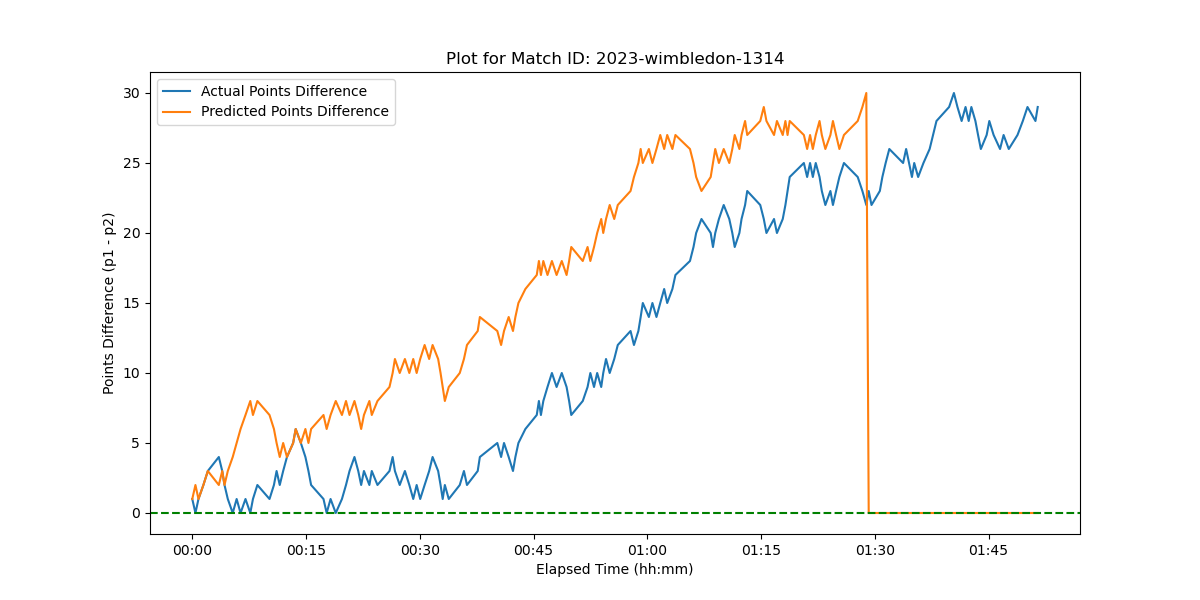 Plot for Match ID: 2023-wimbledon-1314
Actual Points Difference
Predicted Points Difference
Points Difference (p1 - p2)
30
25
20
15
10
5
0
00:00 00:15 00:30 00:45 01:00 01:15 01:30 01:45
Elapsed Time (hh:mm)